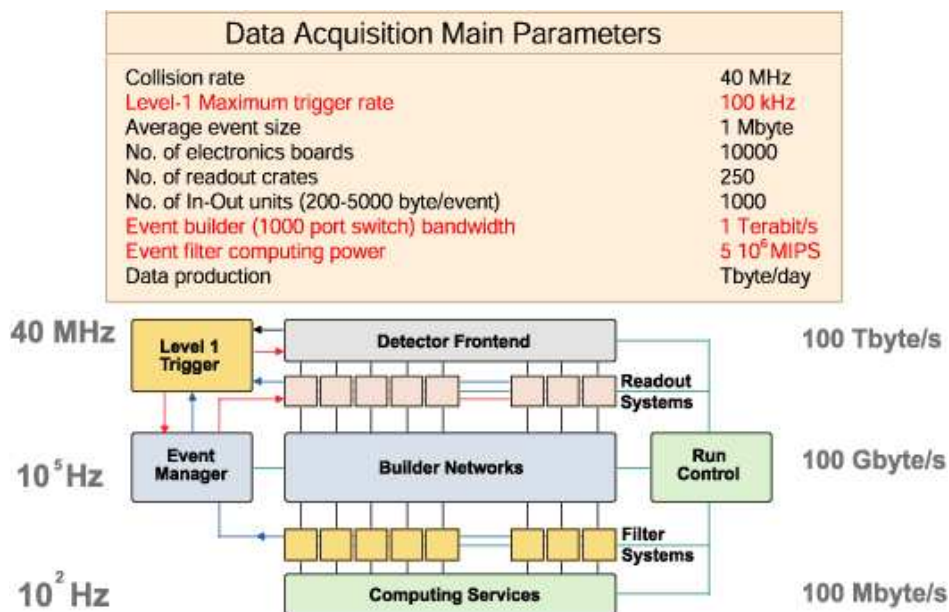 Data Acquisition Main Parameters
Collision rate 40 MHz
Level-1 Maximum trigger rate 100 kHz
Average event size 1 Mbyte
No. of electronics boards 10000
No. of readout crates 250
No. of In-Out units (200-5000 byte/event) 1000
Event builder (1000 port switch) bandwidth 1 Terabit/s
Event filter computing power 5 10⁶ MIPS
Data production Tbyte/day
40 MHz
Level 1
Trigger
Detector Frontend
100 Tbyte/s
Readout
Systems
10⁵ Hz
Event
Manager
Builder Networks
Run
Control
100 Gbyte/s
Filter
Systems
10² Hz
Computing Services
100 Mbyte/s